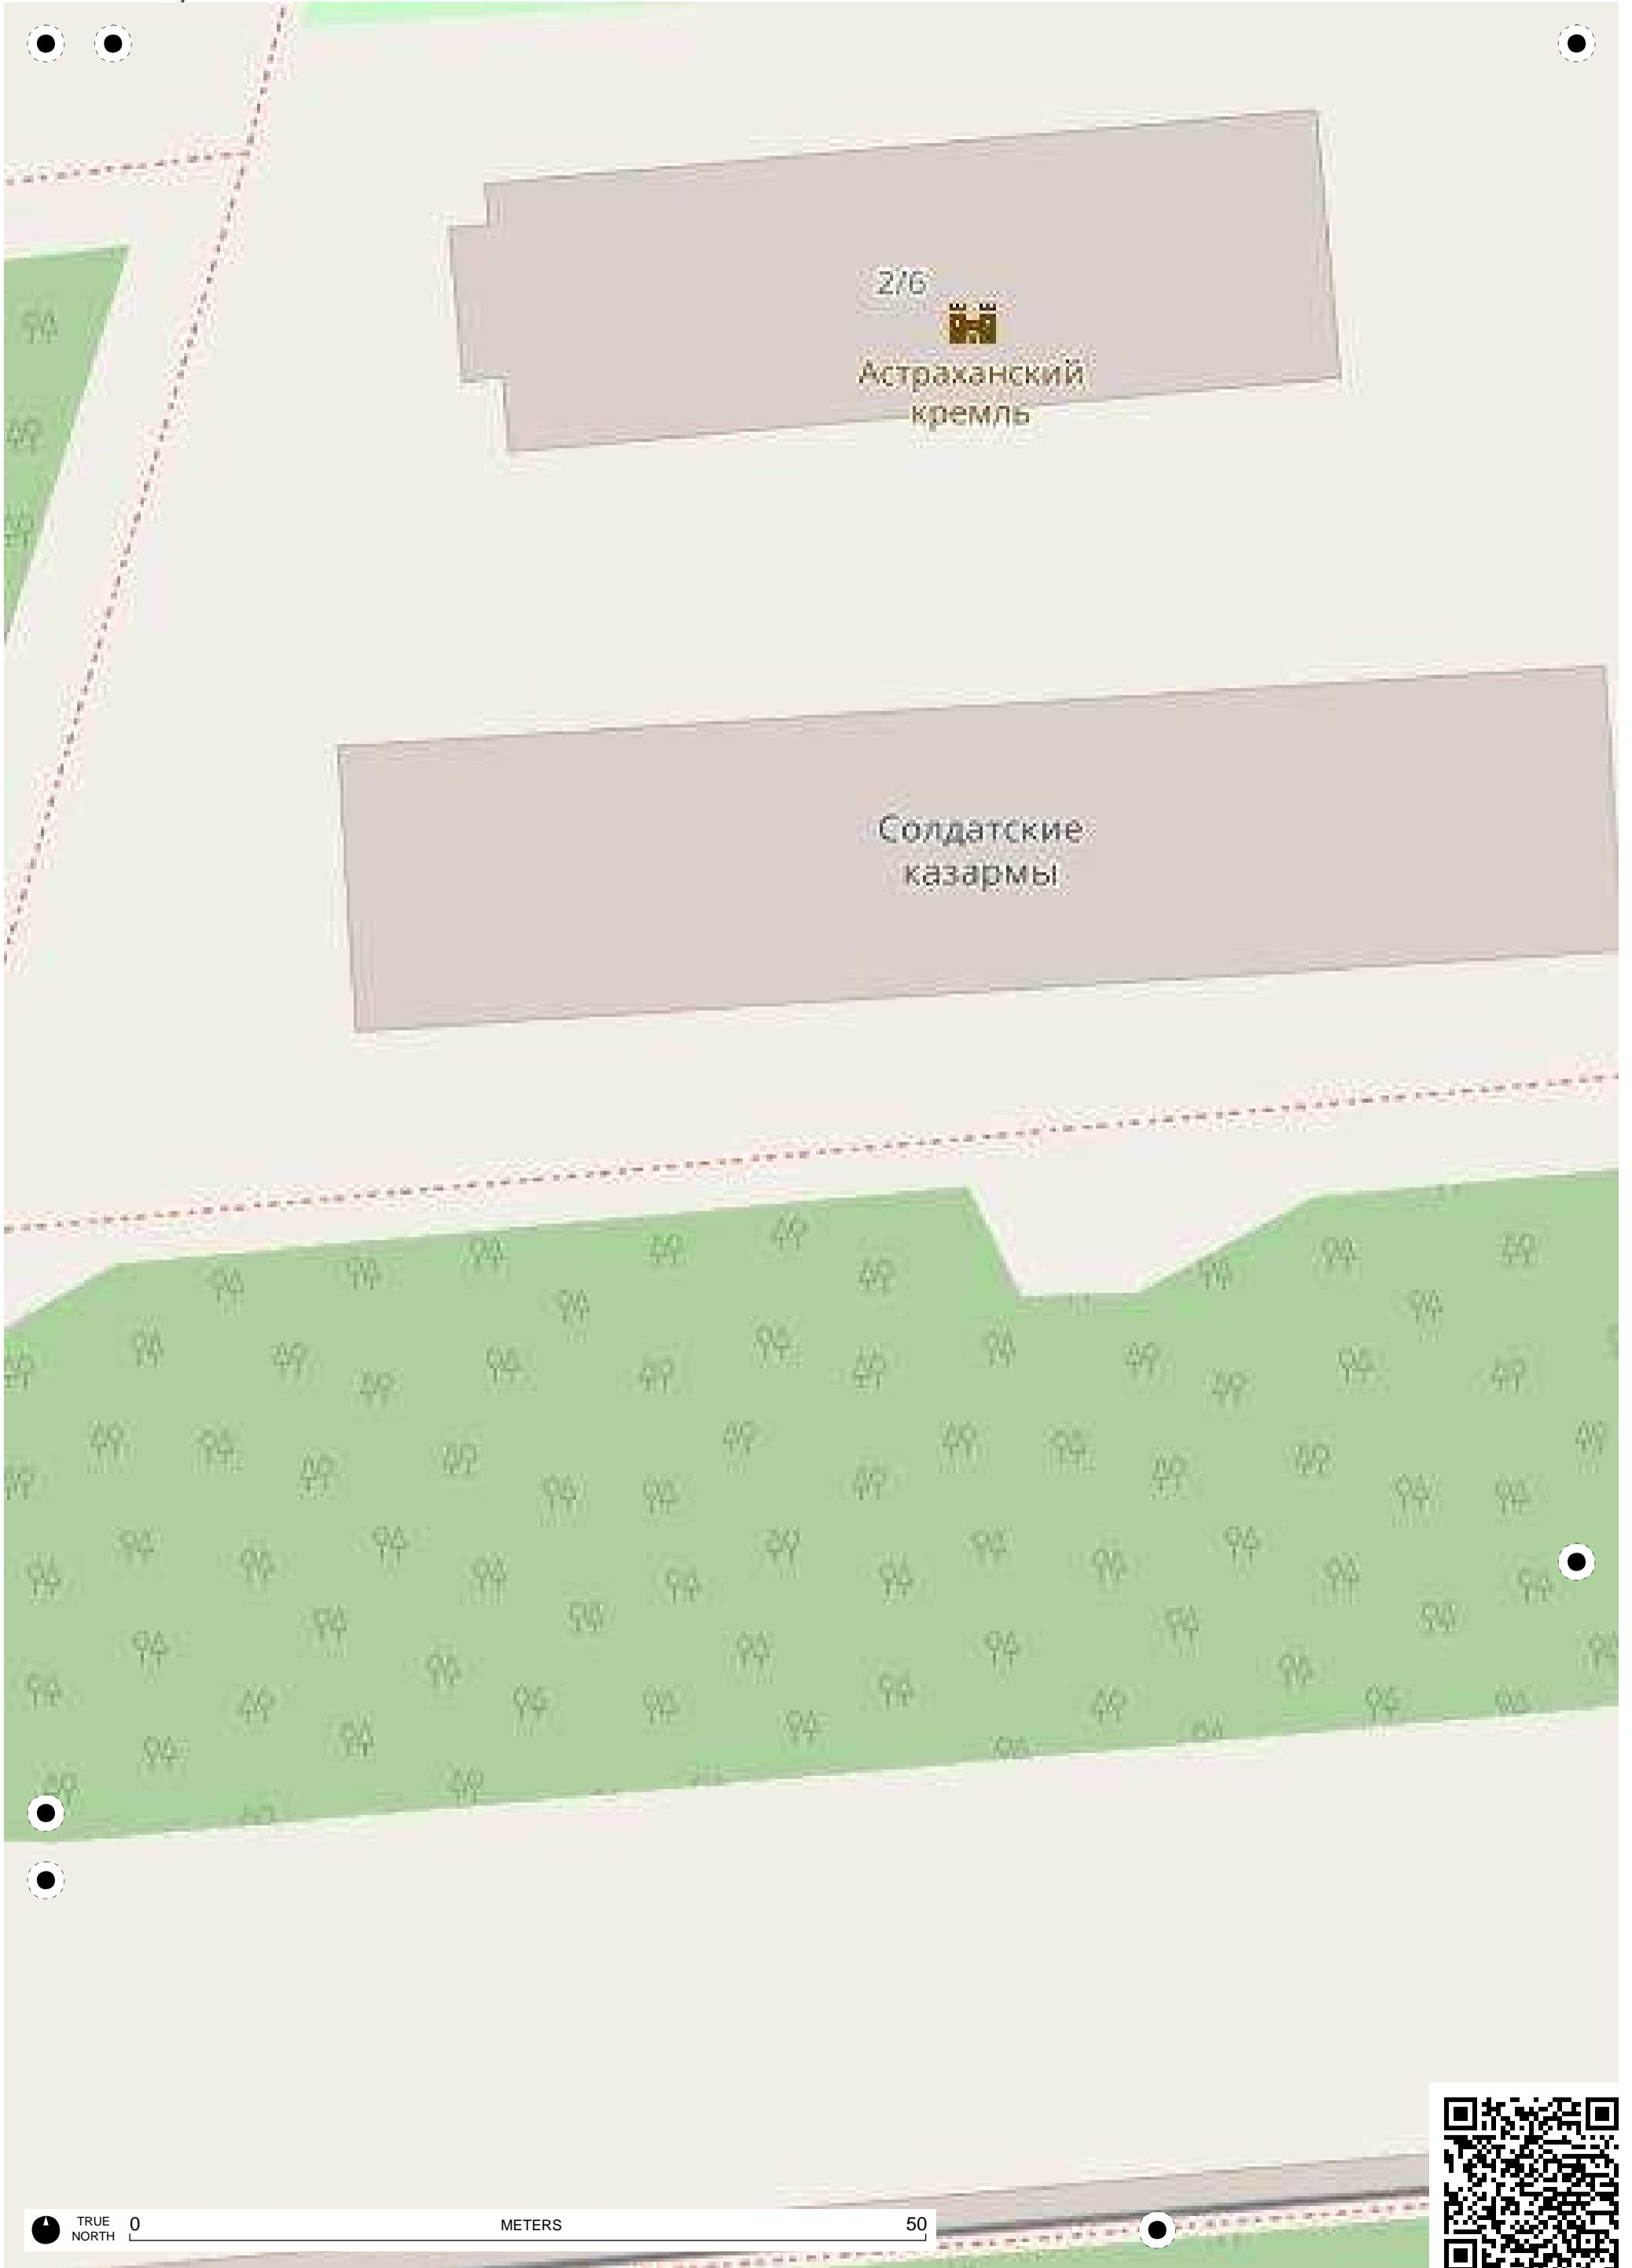 2/6
Астраханский
кремль
Солдатские
казармы
TRUE
NORTH
0
METERS
50